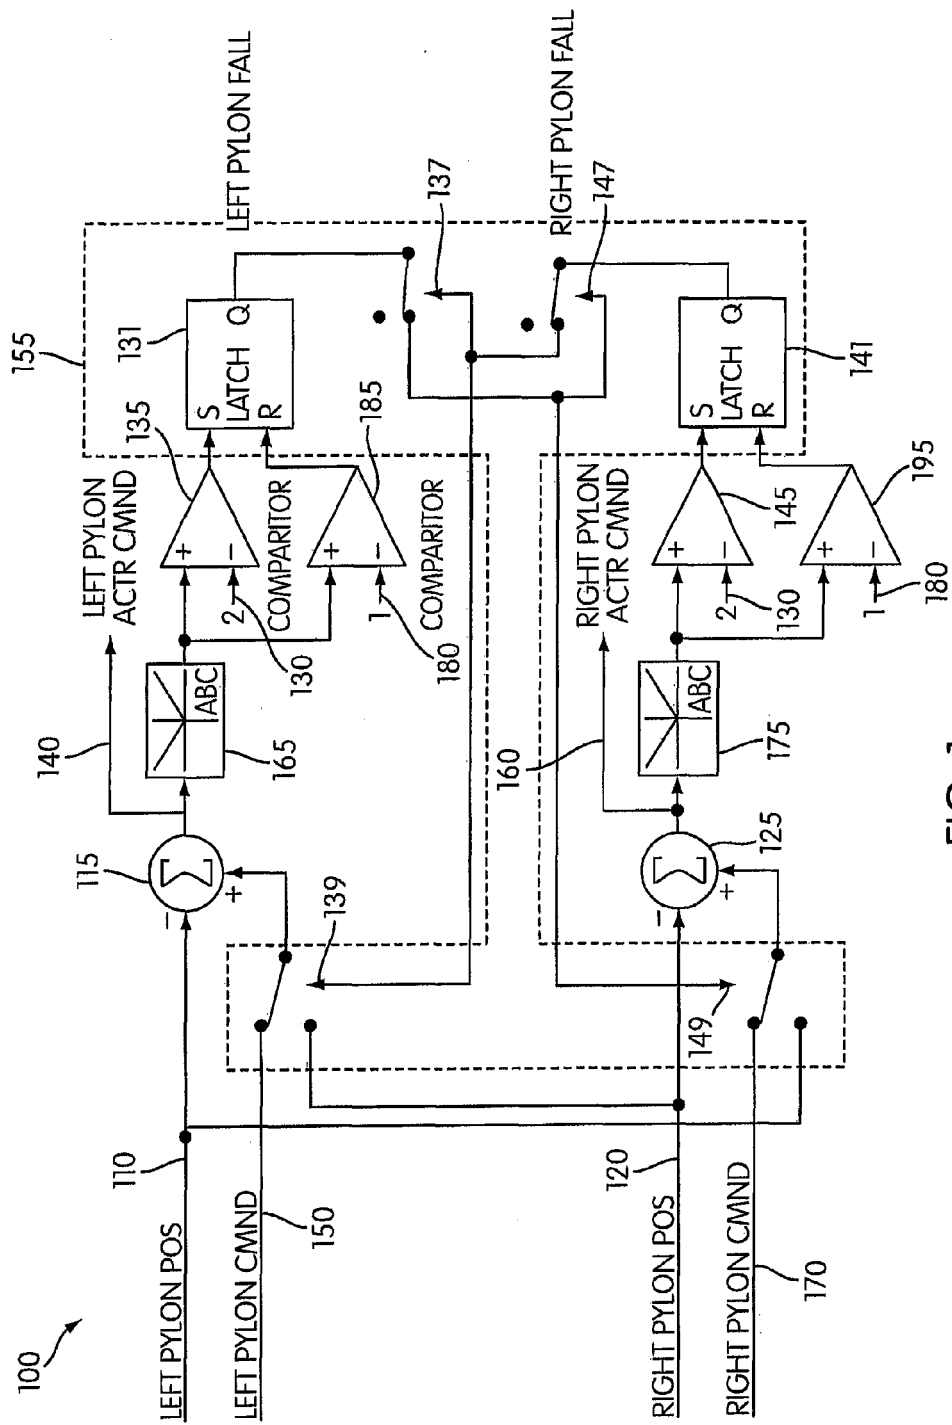 100
LEFT PYLON POS
110
LEFT PYLON CMND
150
115
Σ
−
+
139
140
LEFT PYLON
ACTR CMND
ABC
165
135
+
−
2
130
COMPARITOR
185
+
−
1
180
COMPARITOR
155
131
S
LATCH
Q
R
LEFT PYLON FALL
137
RIGHT PYLON FALL
147
RIGHT PYLON POS
120
RIGHT PYLON CMND
170
149
125
Σ
−
+
160
RIGHT PYLON
ACTR CMND
ABC
175
145
+
−
2
130
195
+
−
1
180
S
LATCH
Q
R
141